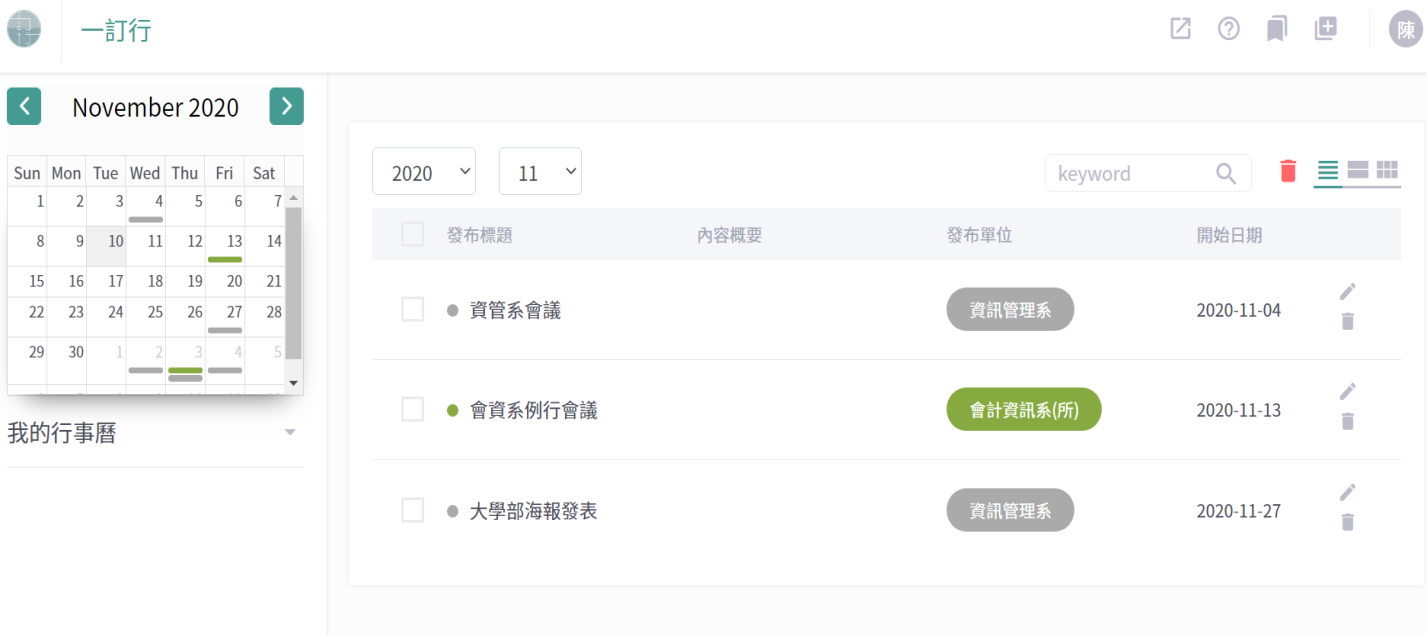 一訂行
陳
November 2020
Sun Mon Tue Wed Thu Fri Sat
1 2 3 4 5 6 7
8 9 10 11 12 13 14
15 16 17 18 19 20 21
22 23 24 25 26 27 28
29 30 1 2 3 4 5
我的行事曆
2020 11 keyword
發布標題 內容概要 發布單位 開始日期
資管系會議 資訊管理系 2020-11-04
會資系例行會議 會計資訊系(所) 2020-11-13
大學部海報發表 資訊管理系 2020-11-27